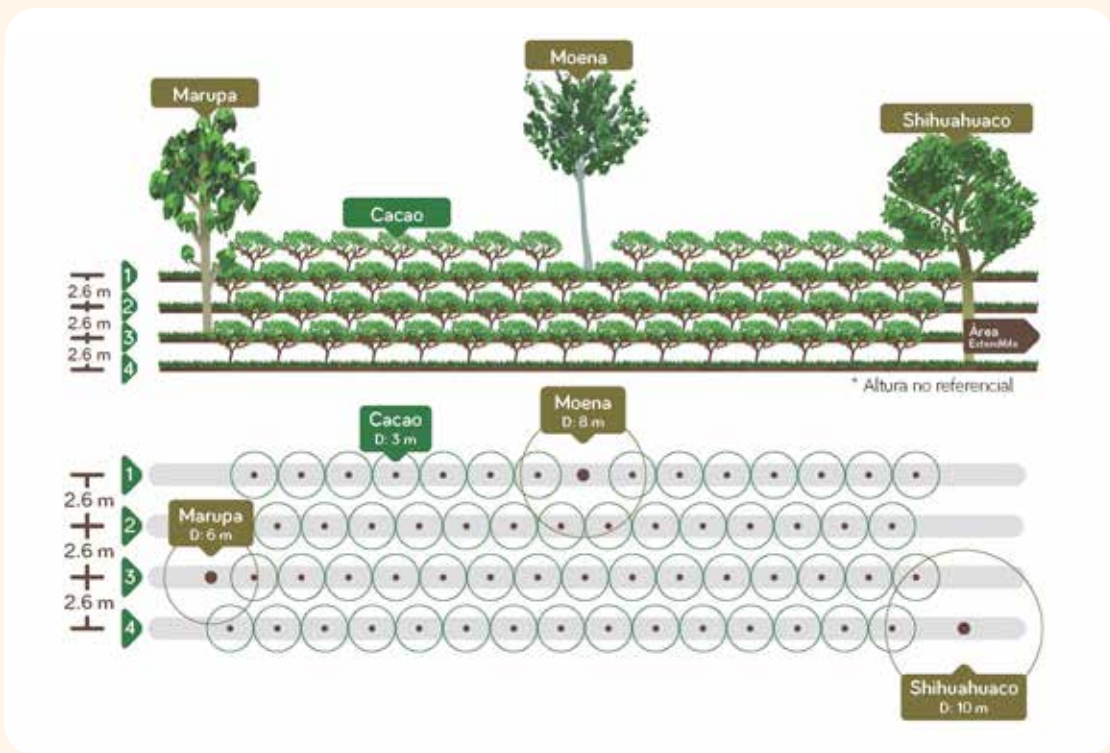 Moena
Marupa
Shihuahuaco
Cacao
1
2.6 m
2
2.6 m
3
2.6 m
4
Área
Extendible
* Altura no referencial
Moena
D: 8 m
Cacao
D: 3 m
1
2.6 m
Marupa
D: 6 m
2
2.6 m
3
2.6 m
4
Shihuahuaco
D: 10 m